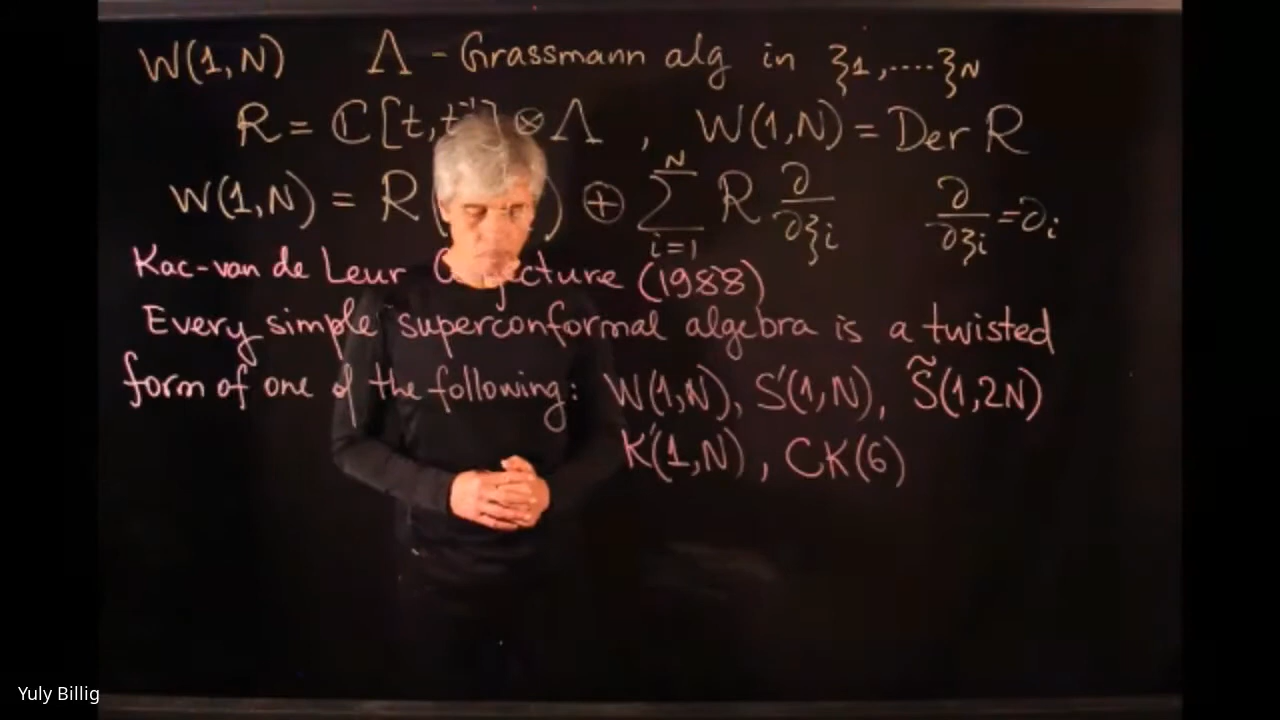 W(1,N) Λ - Grassmann alg in ξ1,....ξN
R = ℂ[t,t⁻¹] ⊗ Λ , W(1,N) = Der R
W(1,N) = R ( ) ⊕ ∑_{i=1}^{N} R ∂/∂ξi ∂/∂ξi = ∂i
Kac-van de Leur Conjecture (1988)
Every simple superconformal algebra is a twisted
form of one of the following: W(1,N), S'(1,N), S̃(1,2N)
K'(1,N), CK(6)
Yuly Billig